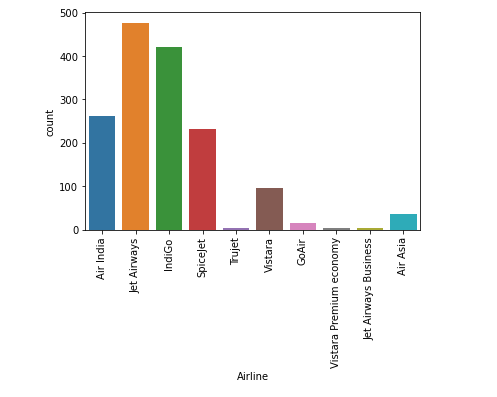 500
400
300
200
100
0
count
Air India
Jet Airways
IndiGo
SpiceJet
Trujet
Vistara
GoAir
Vistara Premium economy
Jet Airways Business
Air Asia
Airline